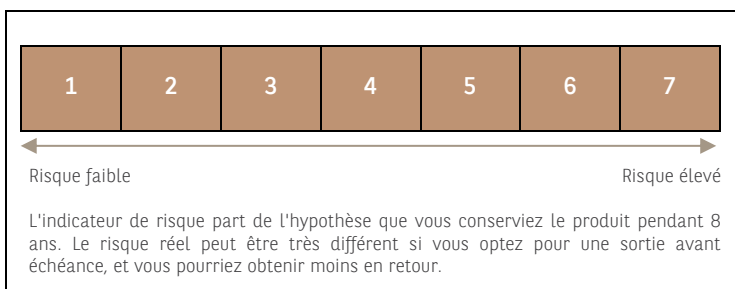 1 2 3 4 5 6 7
Risque faible Risque élevé
L'indicateur de risque part de l'hypothèse que vous conserviez le produit pendant 8
ans. Le risque réel peut être très différent si vous optez pour une sortie avant
échéance, et vous pourriez obtenir moins en retour.